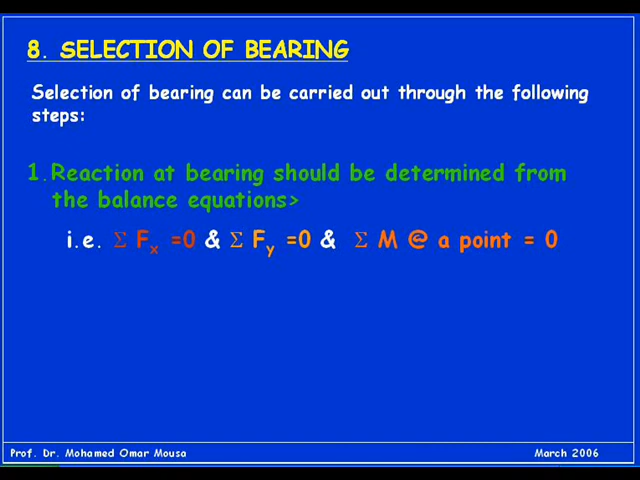 8. SELECTION OF BEARING
Selection of bearing can be carried out through the following
steps:
1. Reaction at bearing should be determined from
the balance equations>
i.e. Σ Fx =0 & Σ Fy =0 & Σ M @ a point = 0
Prof. Dr. Mohamed Omar Mousa March 2006